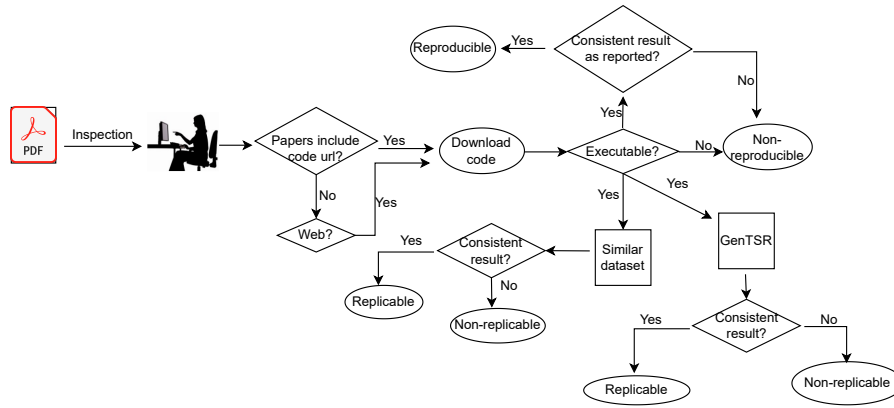 Yes
Consistent result
as reported?
Reproducible
No
Yes
PDF
Inspection
Papers include
code url?
Yes
Download
code
Executable?
No
Non-
reproducible
No
Yes
Yes
Yes
Web?
Yes
Consistent
result?
Similar
dataset
GenTSR
No
Replicable
Non-replicable
Yes
Consistent
result?
No
Replicable
Non-replicable